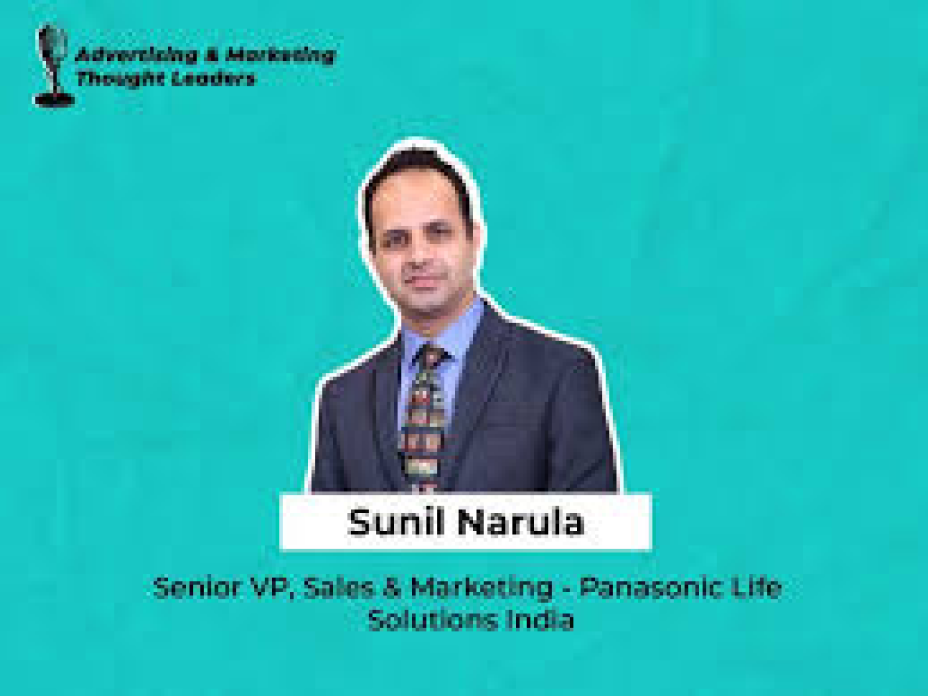 Advertising & Marketing
Thought Leaders
Sunil Narula
Senior VP, Sales & Marketing - Panasonic Life
Solutions India